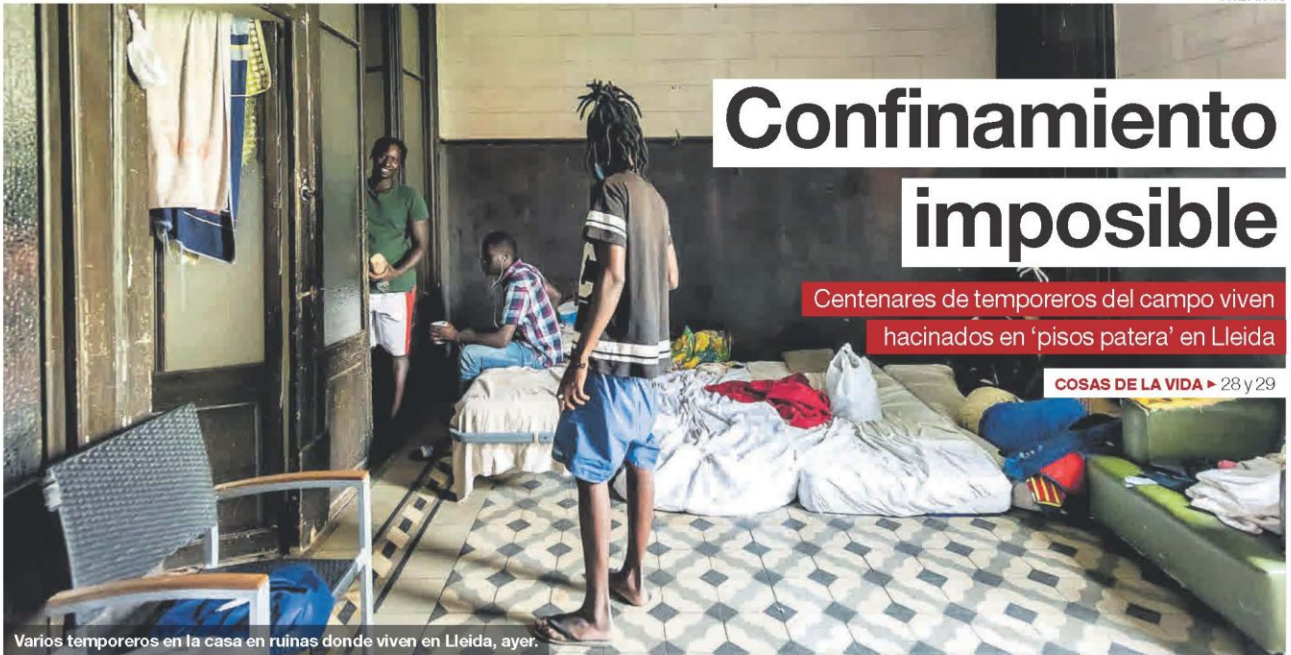 Confinamiento
imposible
Centenares de temporeros del campo viven
hacinados en ‘pisos patera’ en Lleida
COSAS DE LA VIDA ▶ 28 y 29
Varios temporeros en la casa en ruinas donde viven en Lleida, ayer.